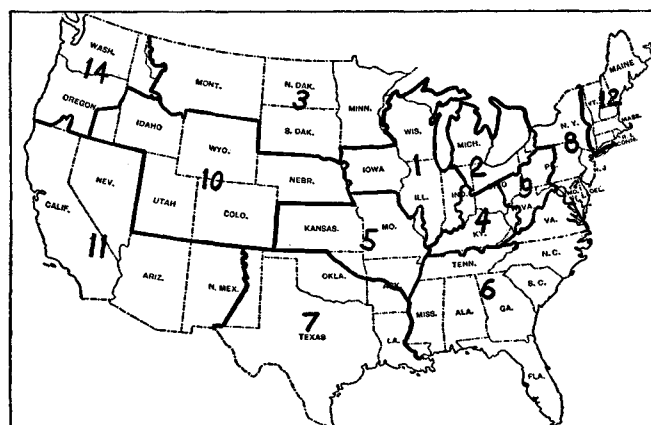 WASH.
14
OREGON
MONT.
IDAHO
N. DAK.
3
S. DAK.
MINN.
WYO.
10
NEBR.
NEV.
UTAH
COLO.
CALIF.
11
ARIZ.
N. MEX.
KANSAS.
OKLA.
7
TEXAS
IOWA
WIS.
1
ILL.
MO.
5
ARK.
LA.
MICH.
2
IND.
4
KY.
TENN.
6
MISS.
ALA.
GA.
FLA.
S. C.
N. C.
VA.
9
N. Y.
8
VT.
12
MAINE
MASS.
CONN.
N. J.
DEL.